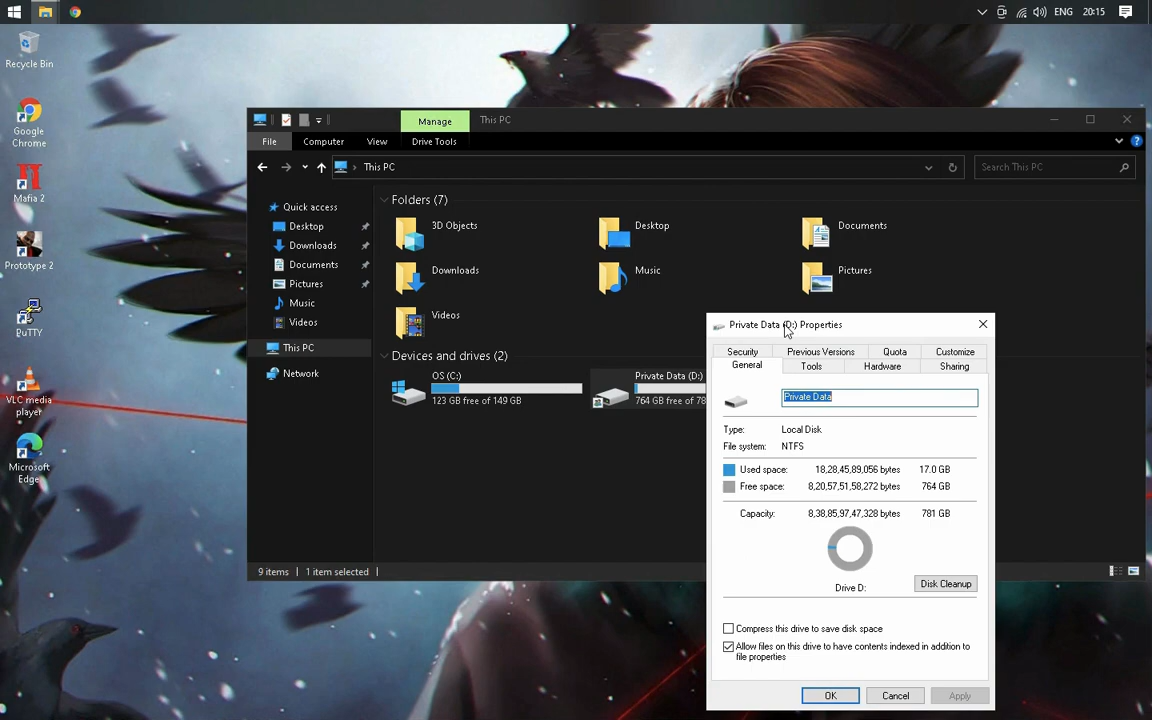 ENG
20:15
Recycle Bin
Google
Chrome
Mafia 2
Prototype 2
PuTTY
VLC media
player
Microsoft
Edge
Manage
This PC
File
Computer
View
Drive Tools
This PC
Search This PC
Quick access
Desktop
Downloads
Documents
Pictures
Music
Videos
This PC
Network
Folders (7)
3D Objects
Desktop
Documents
Downloads
Music
Pictures
Videos
Devices and drives (2)
OS (C:)
123 GB free of 149 GB
Private Data (D:)
764 GB free of 78
9 items
1 item selected
Private Data (D:) Properties
Security
Previous Versions
Quota
Customize
General
Tools
Hardware
Sharing
Private Data
Type: Local Disk
File system: NTFS
Used space: 18,28,45,89,056 bytes 17.0 GB
Free space: 8,20,57,51,58,272 bytes 764 GB
Capacity: 8,38,85,97,47,328 bytes 781 GB
Drive D:
Disk Cleanup
Compress this drive to save disk space
Allow files on this drive to have contents indexed in addition to
file properties
OK
Cancel
Apply